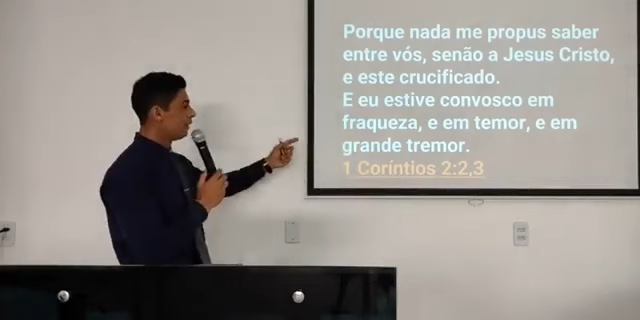 Porque nada me propus saber
entre vós, senão a Jesus Cristo,
e este crucificado.
E eu estive convosco em
fraqueza, e em temor, e em
grande tremor.
1 Coríntios 2:2,3